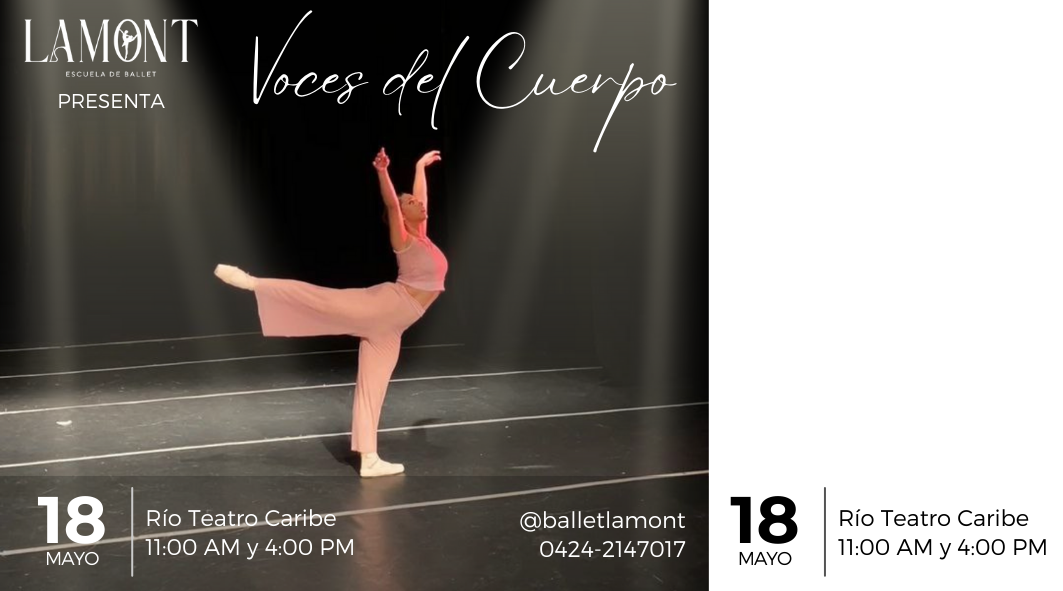 LAMONT
ESCUELA DE BALLET
PRESENTA
Voces del Cuerpo
18
MAYO
Río Teatro Caribe
11:00 AM y 4:00 PM
@balletlamont
0424-2147017
18
MAYO
Río Teatro Caribe
11:00 AM y 4:00 PM